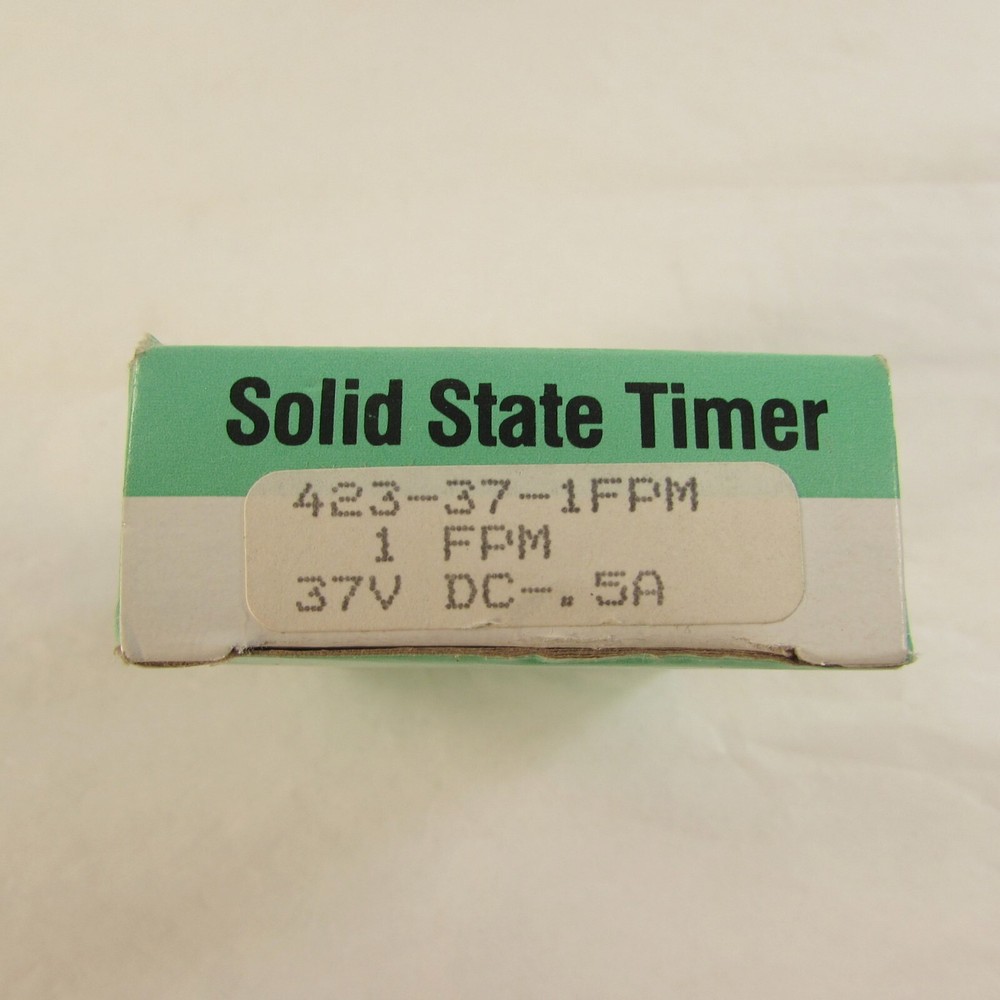 Solid State Timer
423-37-1FPM
1 FPM
37V DC-.5A